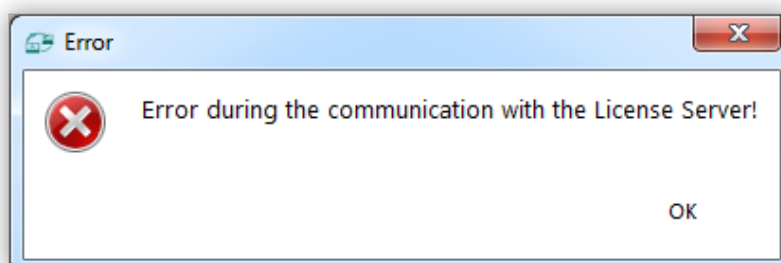 Error
Error during the communication with the License Server!
OK